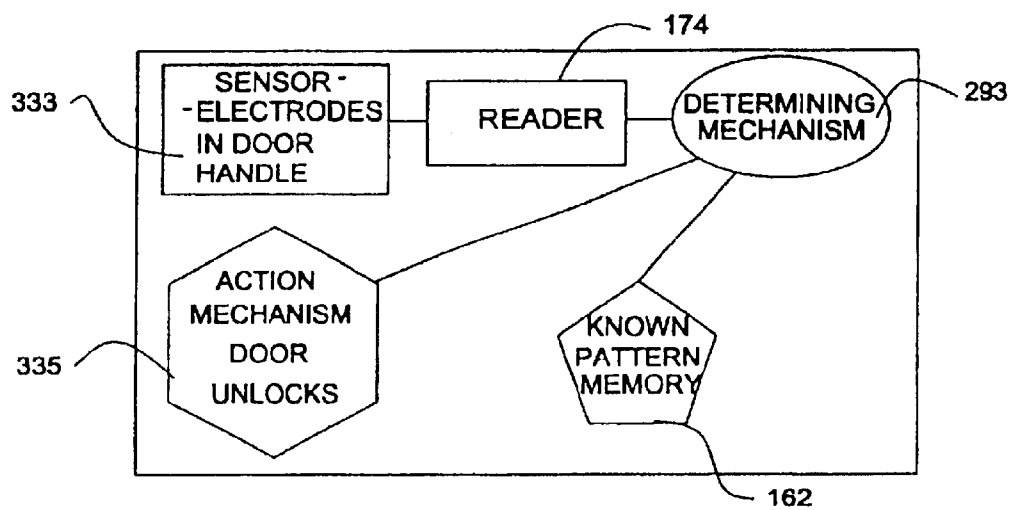 174
333
SENSOR-
-ELECTRODES
IN DOOR
HANDLE
READER
DETERMINING
MECHANISM
293
ACTION
MECHANISM
DOOR
UNLOCKS
335
KNOWN
PATTERN
MEMORY
162